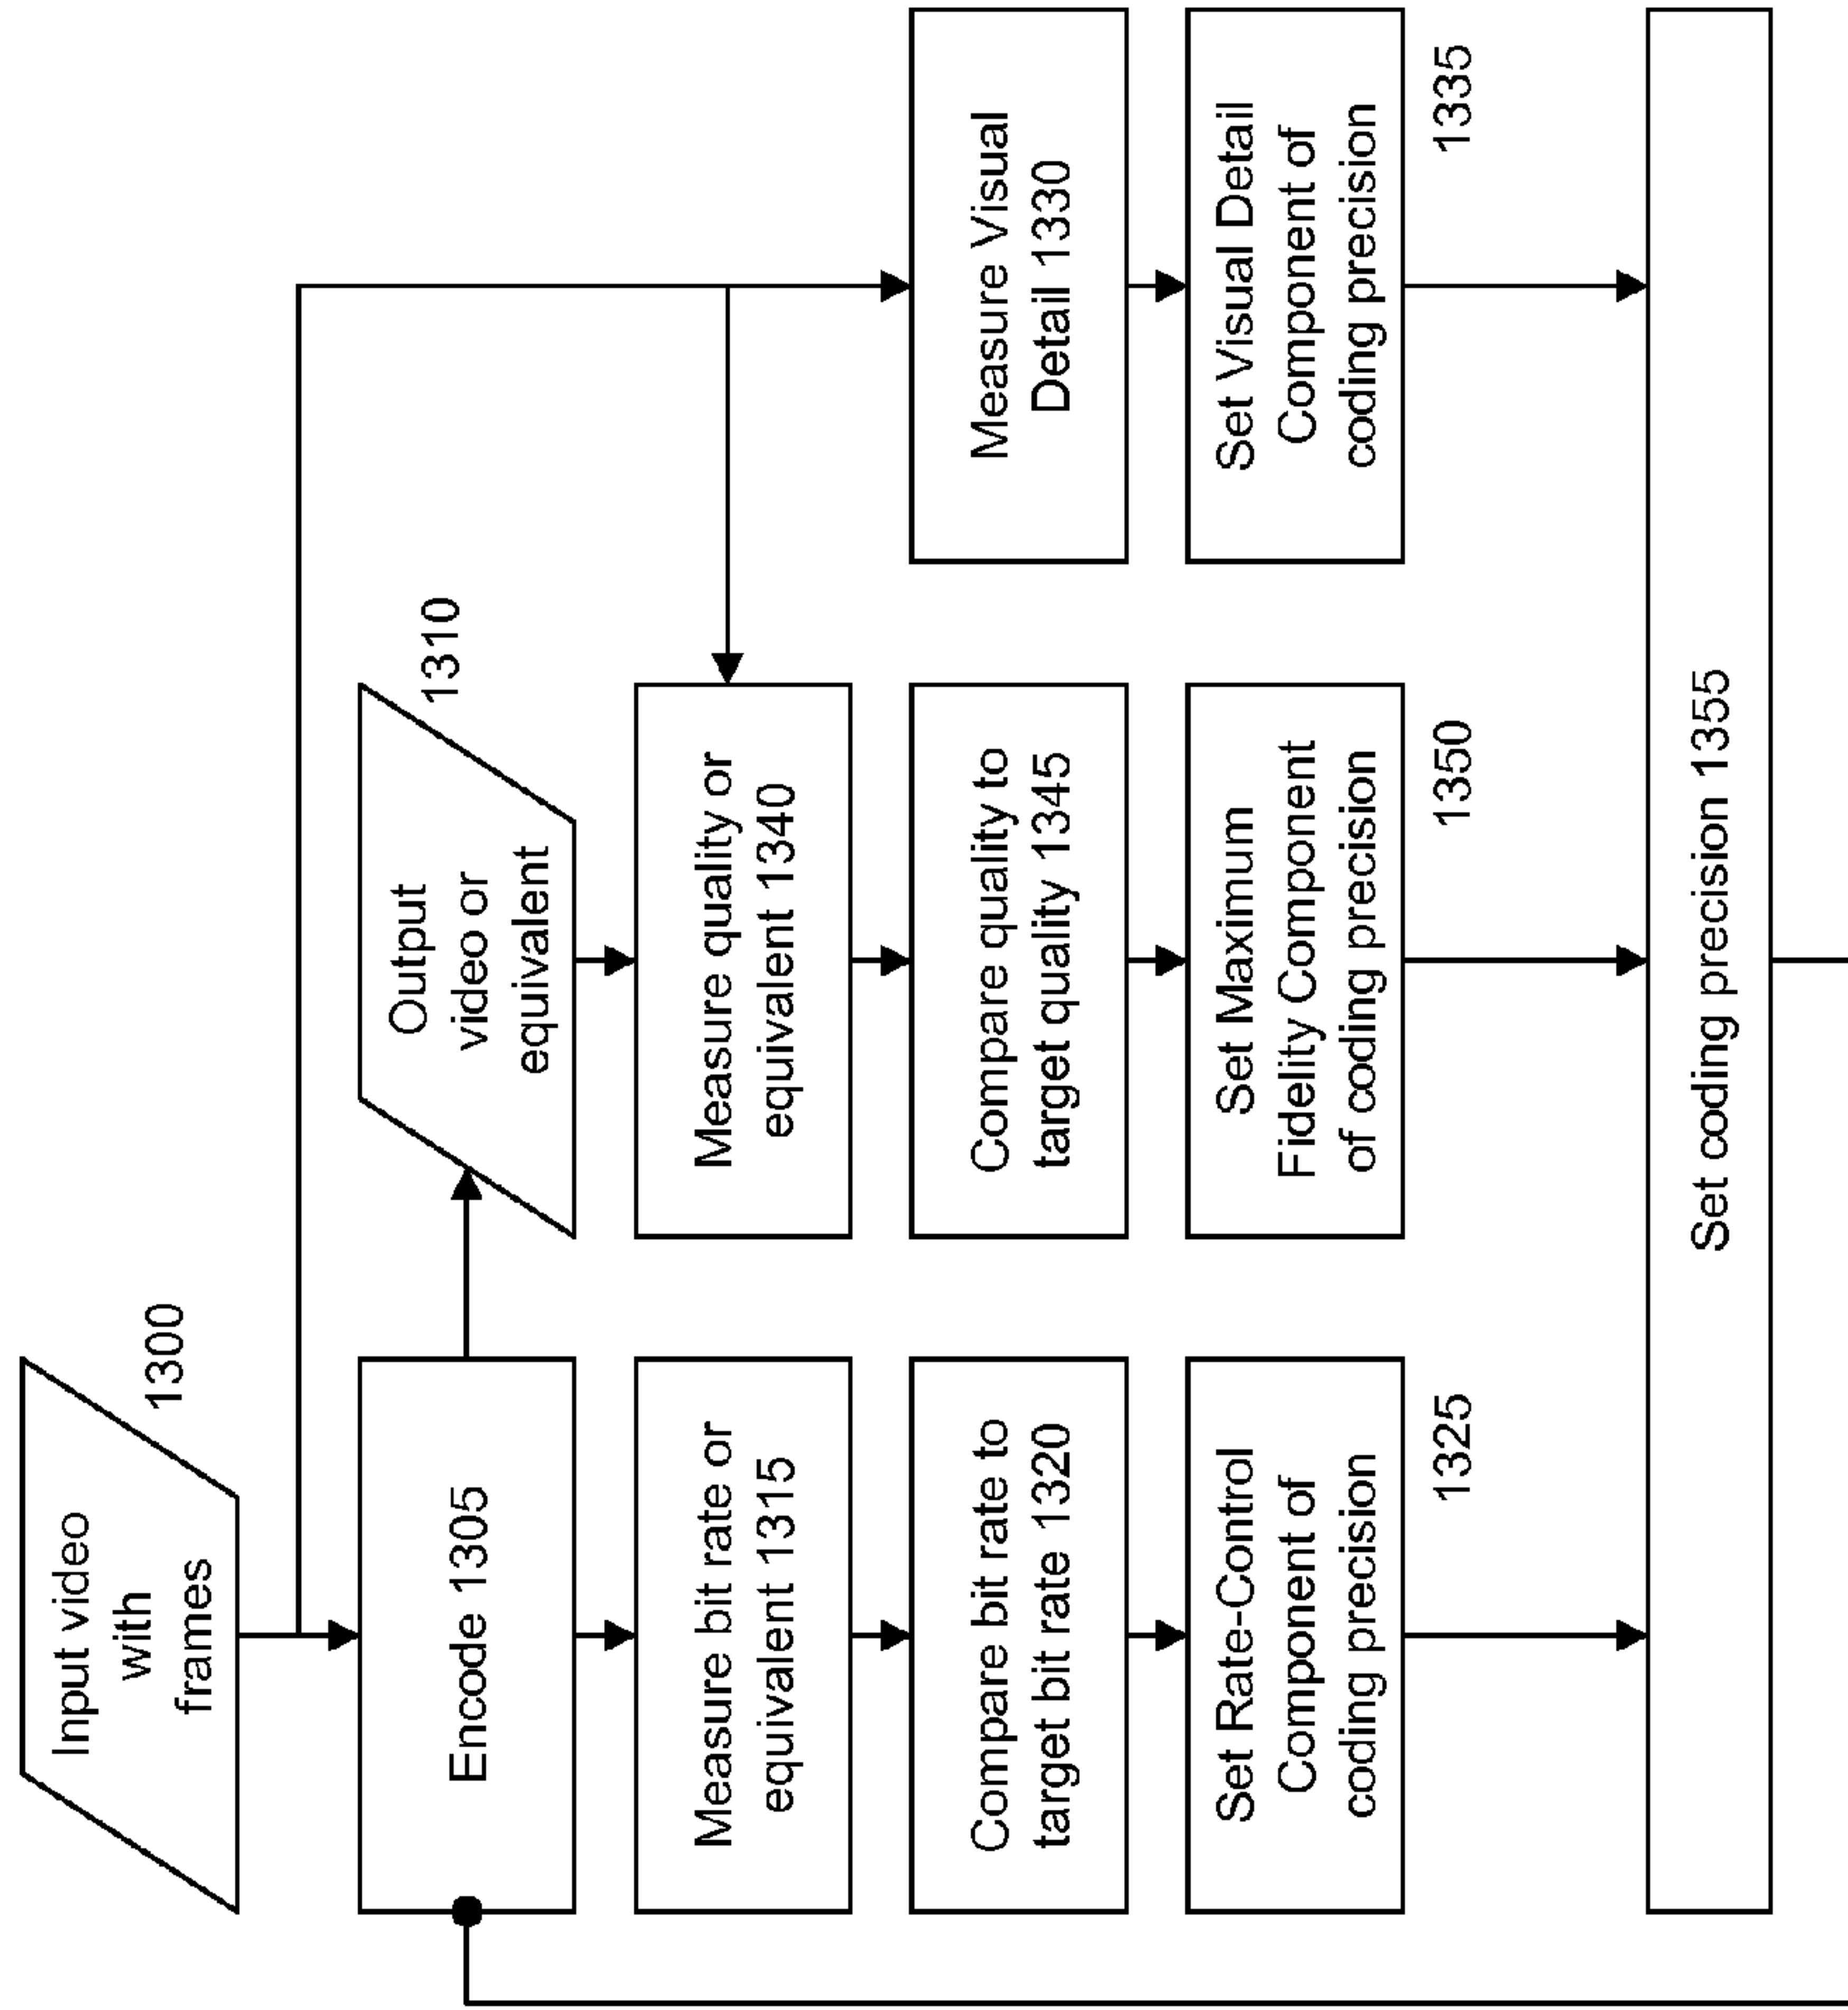 Input video
with
frames
1300
Encode 1305
Output
video or
equivalent
1310
Measure bit rate or
equivalent 1315
Measure quality or
equivalent 1340
Compare bit rate to
target bit rate 1320
Compare quality to
target quality 1345
Measure Visual
Detail 1330
Set Rate-Control
Component of
coding precision
1325
Set Maximum
Fidelity Component
of coding precision
1350
Set Visual Detail
Component of
coding precision
1335
Set coding precision 1355